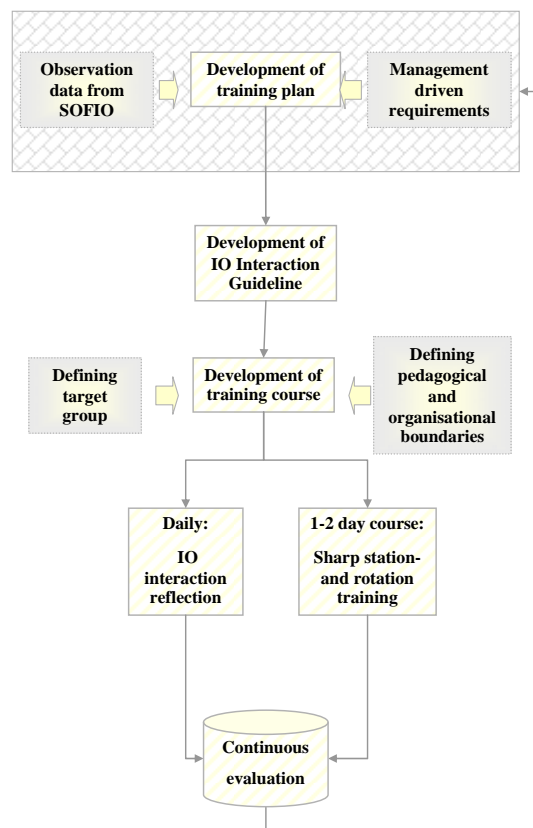 Observation
data from
SOFIO
Development of
training plan
Management
driven
requirements
Development of
IO Interaction
Guideline
Defining
target
group
Development of
training course
Defining
pedagogical
and
organisational
boundaries
Daily:
IO
interaction
reflection
1-2 day course:
Sharp station-
and rotation
training
Continuous
evaluation